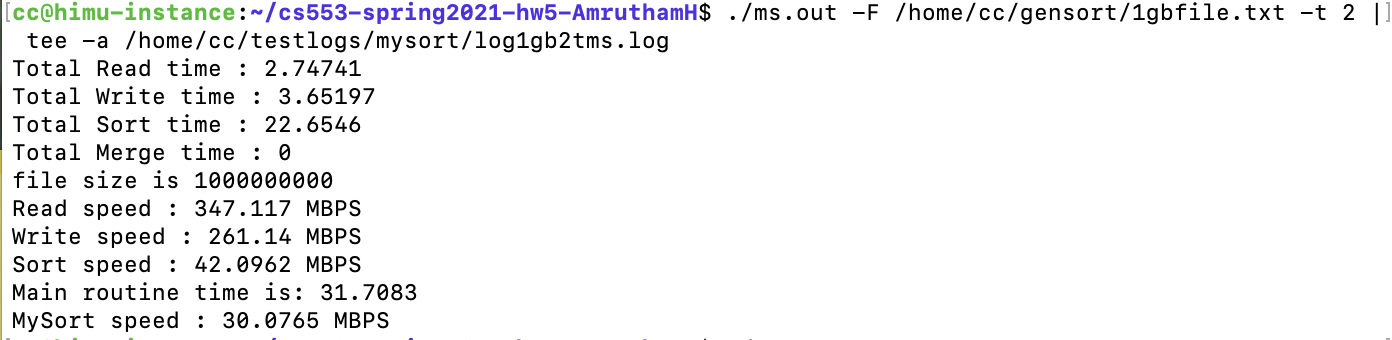 [cc@himu-instance:~/cs553-spring2021-hw5-AmruthamH$ ./ms.out -F /home/cc/gensort/1gbfile.txt -t 2 |]
tee -a /home/cc/testlogs/mysort/log1gb2tms.log
Total Read time : 2.74741
Total Write time : 3.65197
Total Sort time : 22.6546
Total Merge time : 0
file size is 1000000000
Read speed : 347.117 MBPS
Write speed : 261.14 MBPS
Sort speed : 42.0962 MBPS
Main routine time is: 31.7083
MySort speed : 30.0765 MBPS